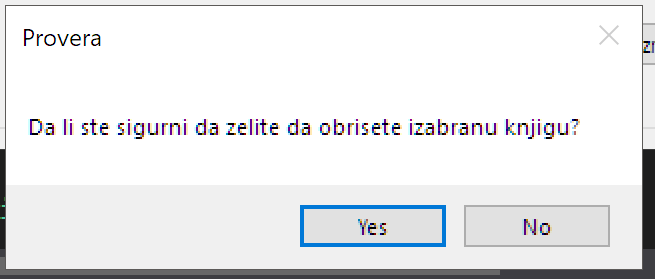 Provera
Da li ste sigurni da zelite da obrisete izabranu knjigu?
Yes
No